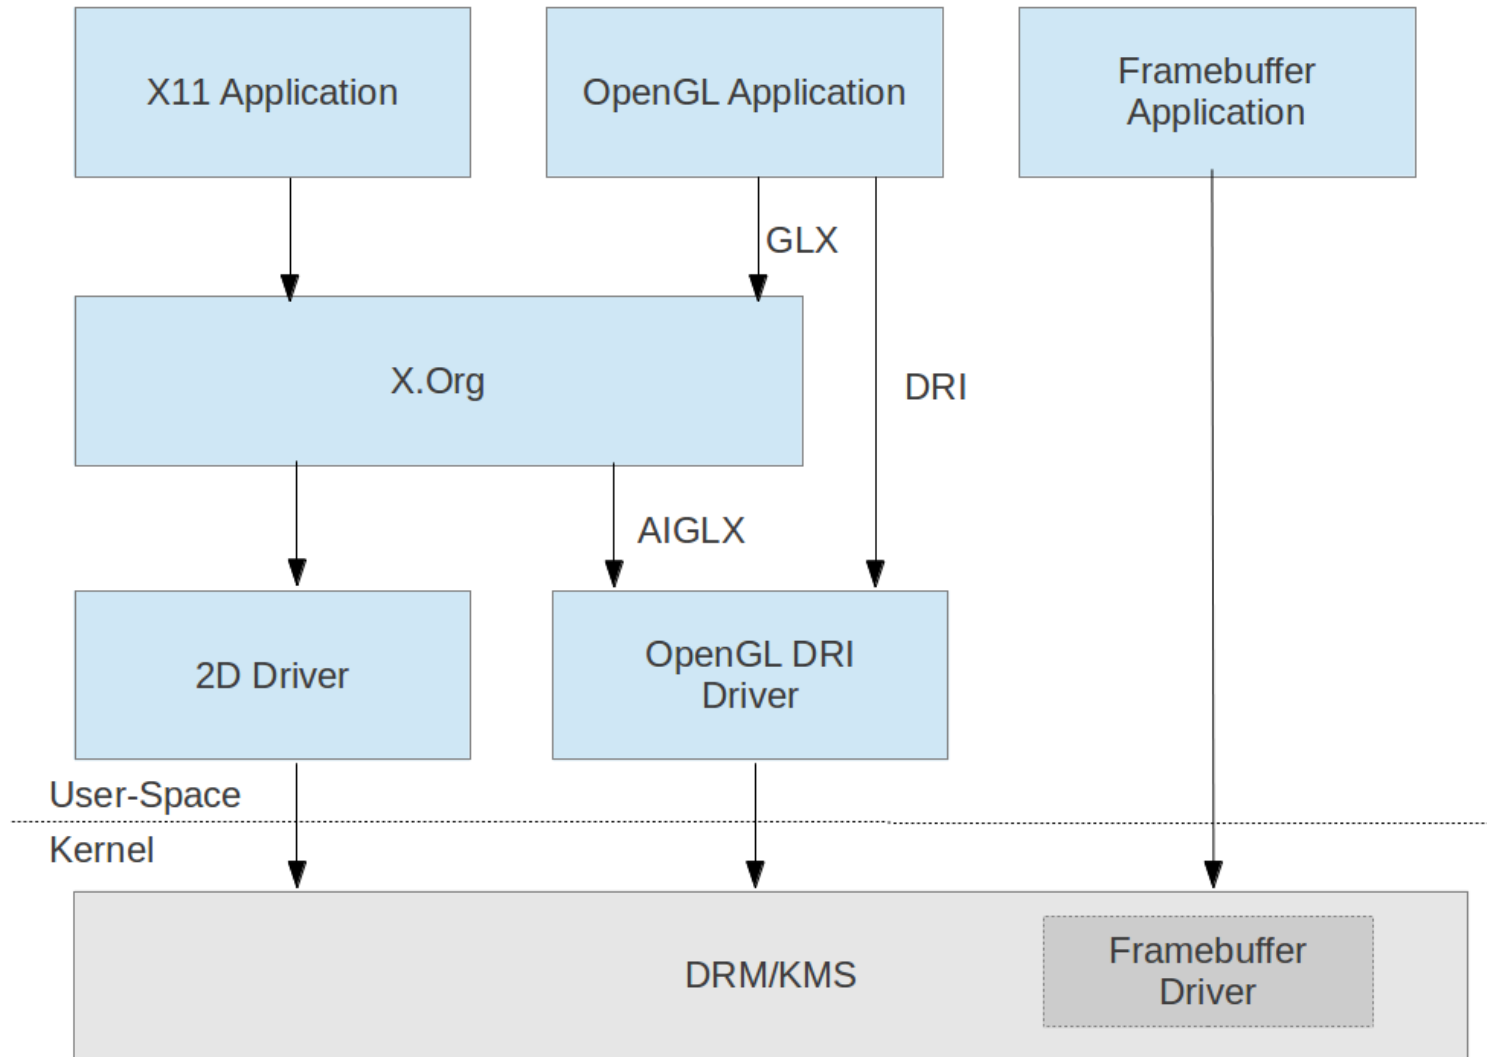 X11 Application
OpenGL Application
Framebuffer
Application
GLX
X.Org
DRI
AIGLX
2D Driver
OpenGL DRI
Driver
User-Space
Kernel
DRM/KMS
Framebuffer
Driver